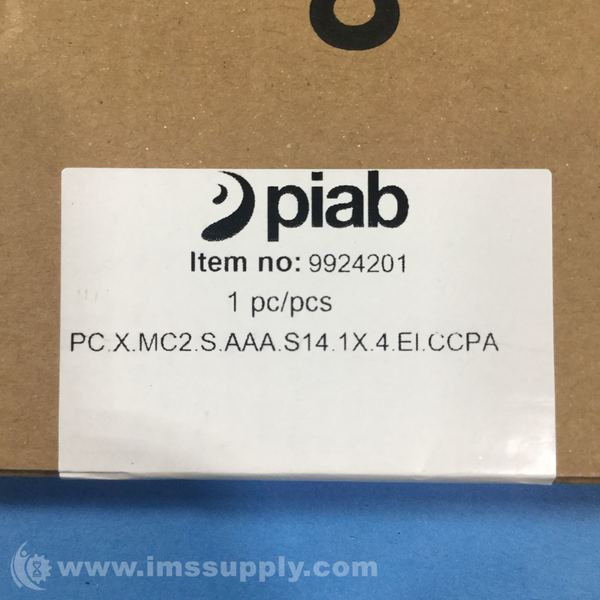 piab
Item no: 9924201
1 pc/pcs
PC.X.MC2.S.AAA.S14.1X.4.EI.CCPA
www.imssupply.com